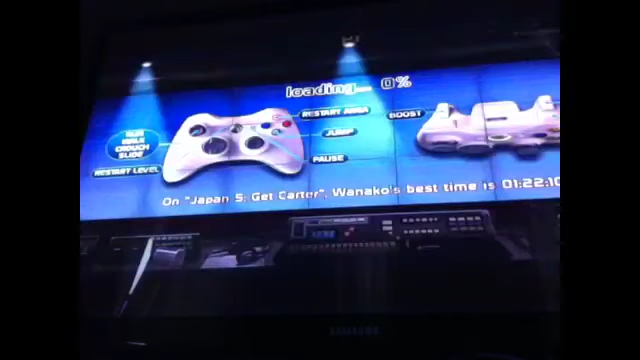 loading... 0%
RESTART AREA
JUMP
BOOST
RUN
WALK
CROUCH
SLIDE
RESTART LEVEL
PAUSE
On "Japan 5: Get Carter", Wanako's best time is 01:22:10
SAMSUNG